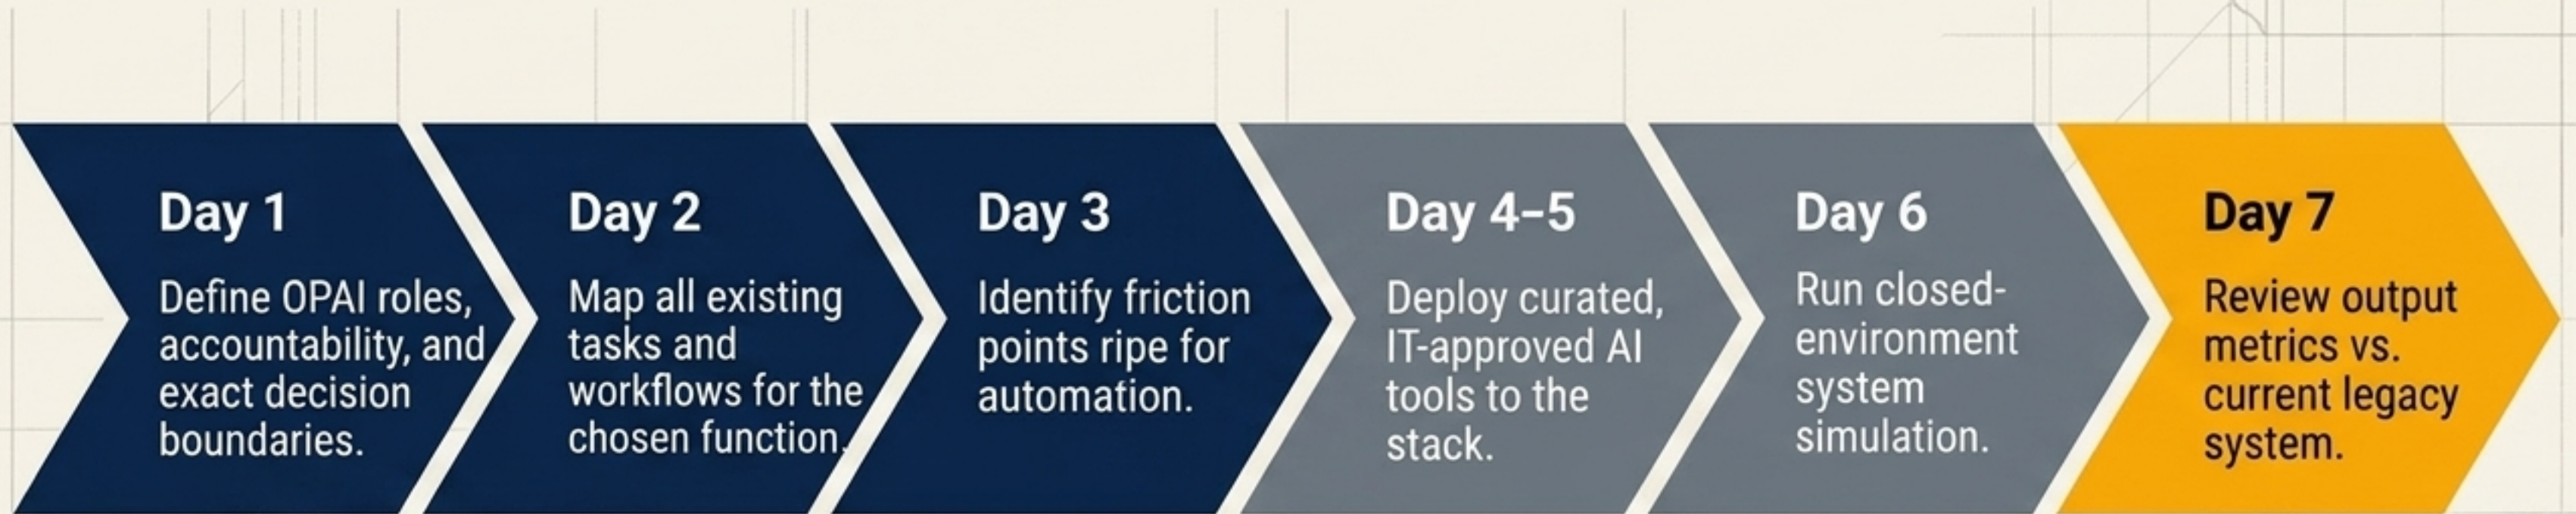 Day 1
Define OPAI roles,
accountability, and
exact decision
boundaries.
Day 2
Map all existing
tasks and
workflows for the
chosen function.
Day 3
Identify friction
points ripe for
automation.
Day 4–5
Deploy curated,
IT-approved AI
tools to the
stack.
Day 6
Run closed-
environment
system
simulation.
Day 7
Review output
metrics vs.
current legacy
system.